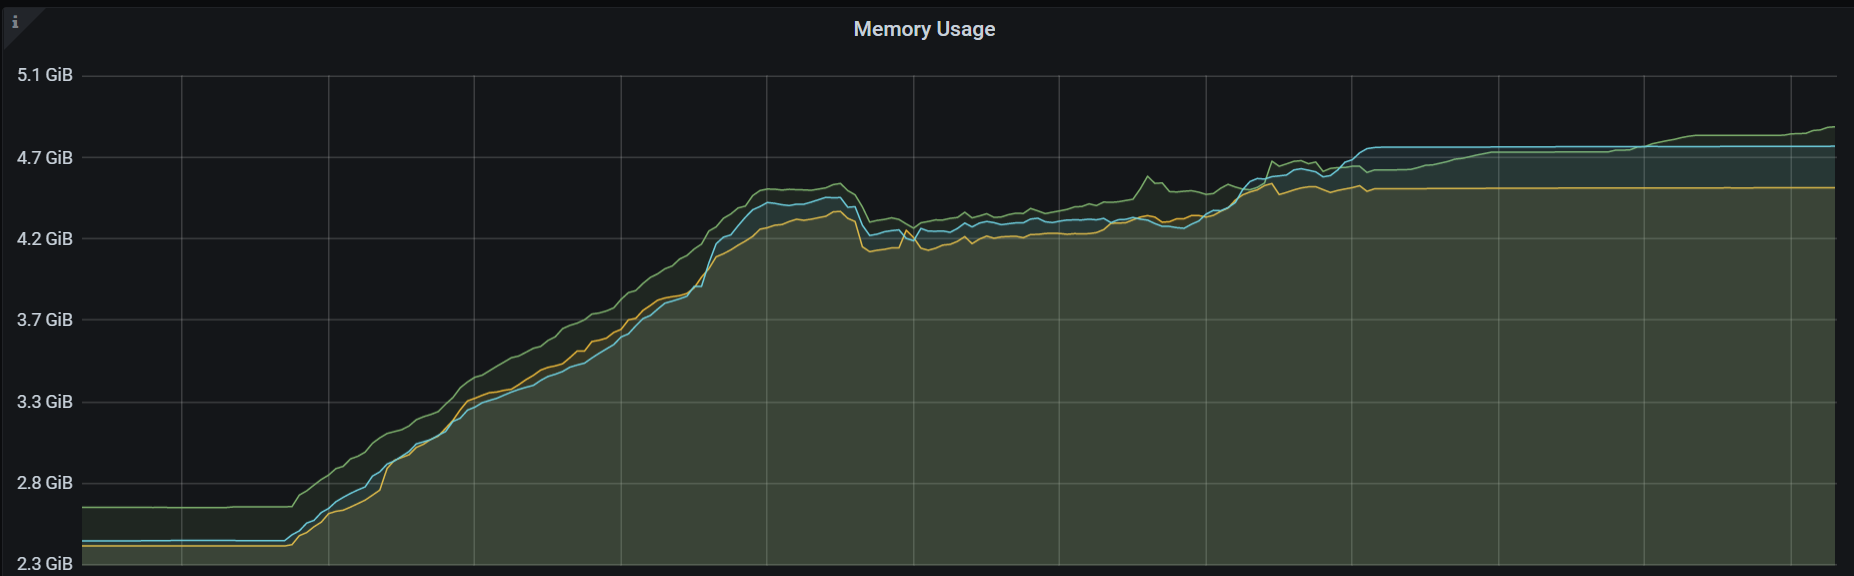 i
Memory Usage
5.1 GiB
4.7 GiB
4.2 GiB
3.7 GiB
3.3 GiB
2.8 GiB
2.3 GiB